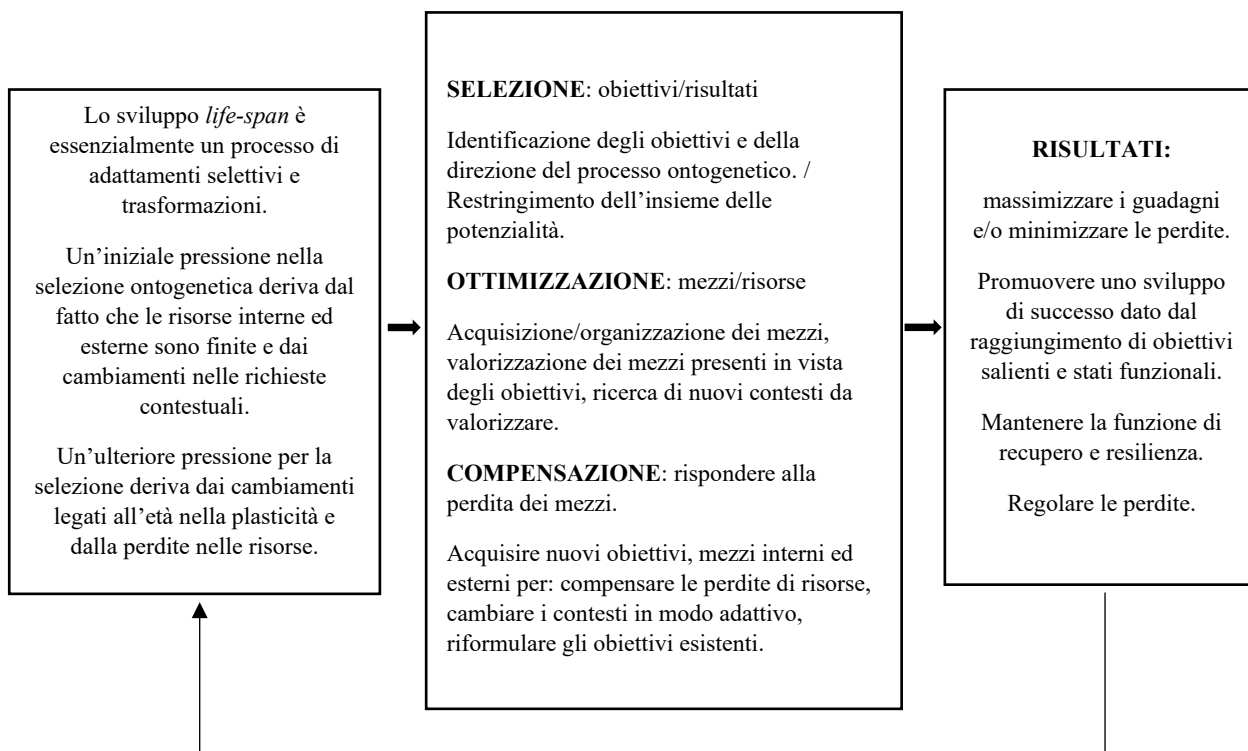 Lo sviluppo life-span è
essenzialmente un processo di
adattamenti selettivi e
trasformazioni.
Un’iniziale pressione nella
selezione ontogenetica deriva dal
fatto che le risorse interne ed
esterne sono finite e dai
cambiamenti nelle richieste
contestuali.
Un’ulteriore pressione per la
selezione deriva dai cambiamenti
legati all’età nella plasticità e
dalla perdite nelle risorse.
SELEZIONE: obiettivi/risultati
Identificazione degli obiettivi e della
direzione del processo ontogenetico. /
Restringimento dell’insieme delle
potenzialità.
OTTIMIZZAZIONE: mezzi/risorse
Acquisizione/organizzazione dei mezzi,
valorizzazione dei mezzi presenti in vista
degli obiettivi, ricerca di nuovi contesti da
valorizzare.
COMPENSAZIONE: rispondere alla
perdita dei mezzi.
Acquisire nuovi obiettivi, mezzi interni ed
esterni per: compensare le perdite di risorse,
cambiare i contesti in modo adattivo,
riformulare gli obiettivi esistenti.
RISULTATI:
massimizzare i guadagni
e/o minimizzare le perdite.
Promuovere uno sviluppo
di successo dato dal
raggiungimento di obiettivi
salienti e stati funzionali.
Mantenere la funzione di
recupero e resilienza.
Regolare le perdite.